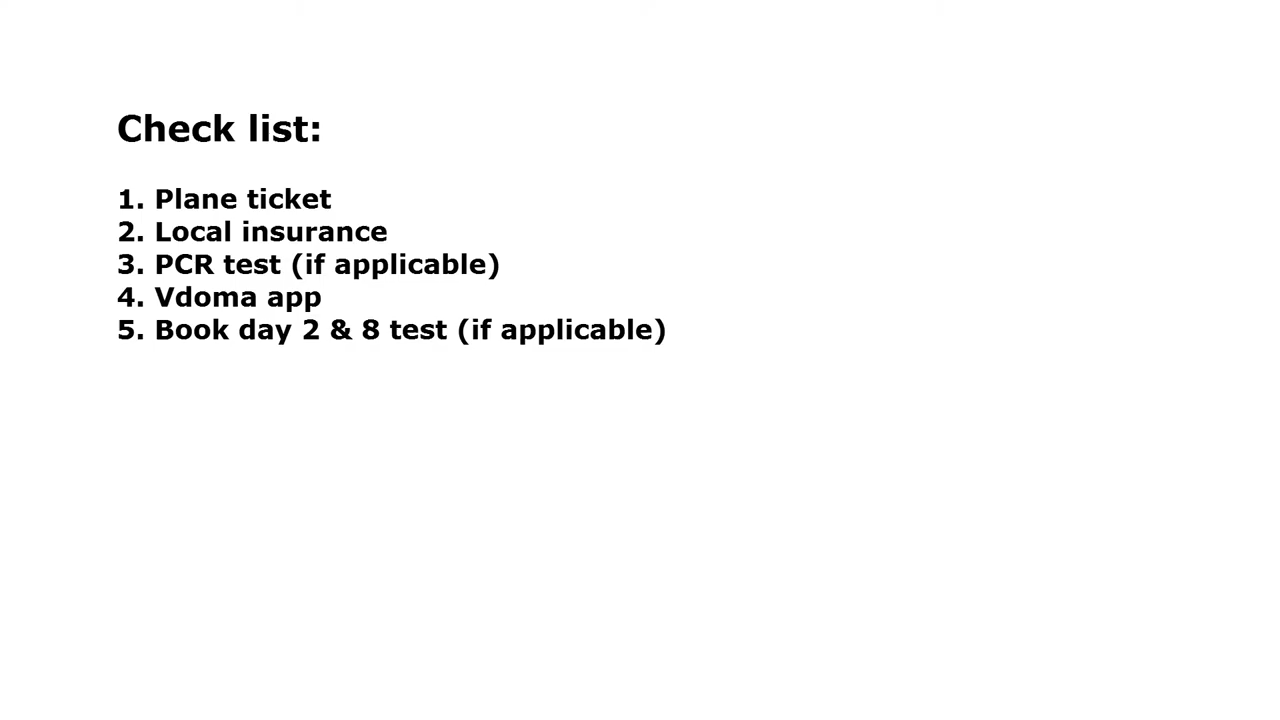 Check list:
1. Plane ticket
2. Local insurance
3. PCR test (if applicable)
4. Vdoma app
5. Book day 2 & 8 test (if applicable)